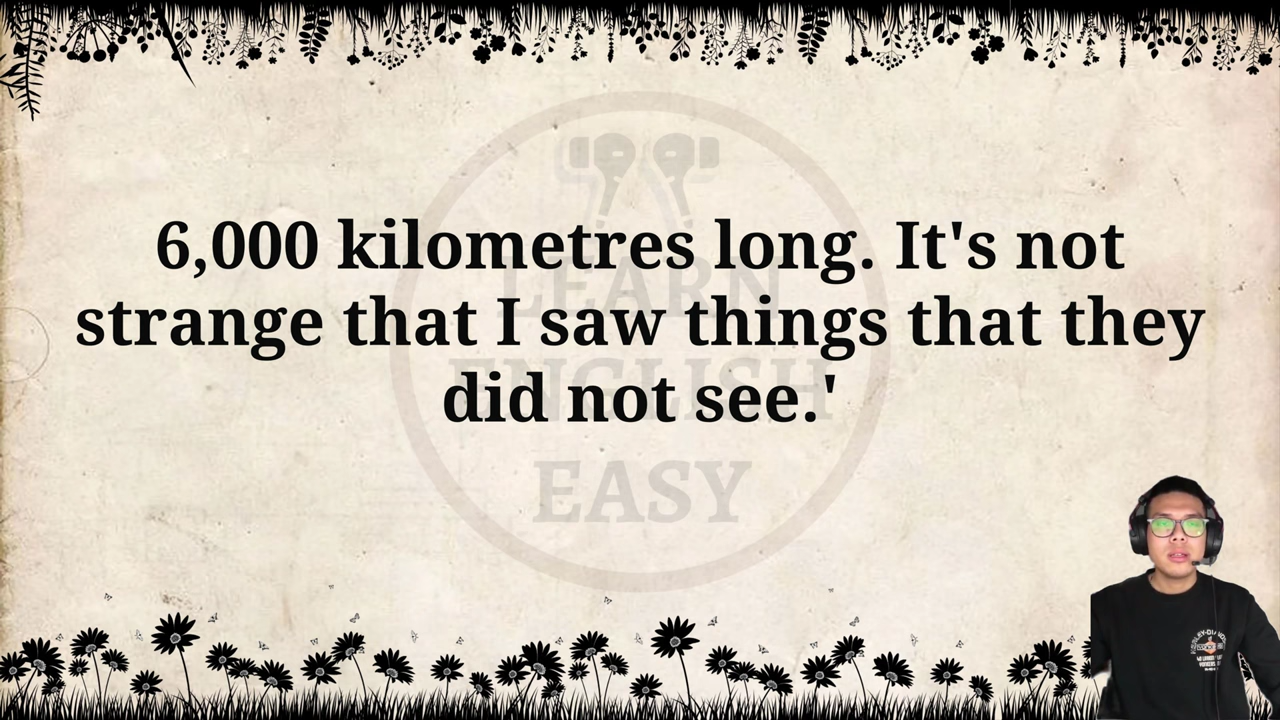 6,000 kilometres long. It's not
strange that I saw things that they
did not see.'
LEARN
ENGLISH
EASY